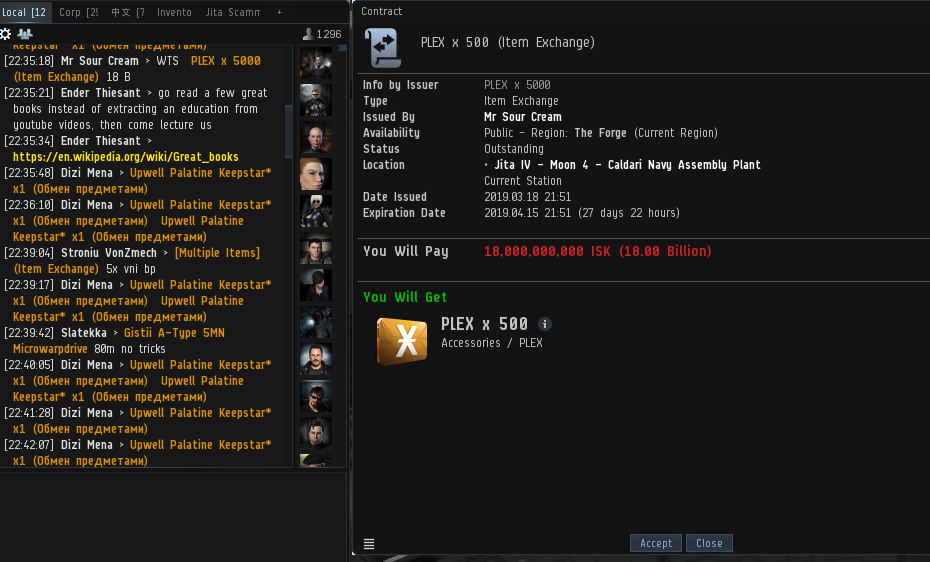 Local [12
Corp [2
中文 [7
Invento
Jita Scamm
+
1296
Keepstar* x1 (Обмен предметами)
[22:35:18] Mr Sour Cream > WTS PLEX x 5000
(Item Exchange) 18 B
[22:35:21] Ender Thiesant > go read a few great
books instead of extracting an education from
youtube videos, then come lecture us
[22:35:34] Ender Thiesant >
https://en.wikipedia.org/wiki/Great_books
[22:35:48] Dizi Mena > Upwell Palatine Keepstar*
x1 (Обмен предметами)
[22:36:10] Dizi Mena > Upwell Palatine Keepstar*
x1 (Обмен предметами) Upwell Palatine
Keepstar* x1 (Обмен предметами)
[22:39:04] Stroniu VonZmech > [Multiple Items]
(Item Exchange) 5x vni bp
[22:39:17] Dizi Mena > Upwell Palatine Keepstar*
x1 (Обмен предметами) Upwell Palatine
Keepstar* x1 (Обмен предметами)
[22:39:42] Slatekka > Gistii A-Type 5MN
Microwarpdrive 80m no tricks
[22:40:05] Dizi Mena > Upwell Palatine Keepstar*
x1 (Обмен предметами) Upwell Palatine
Keepstar* x1 (Обмен предметами)
[22:41:28] Dizi Mena > Upwell Palatine Keepstar*
x1 (Обмен предметами)
[22:42:07] Dizi Mena > Upwell Palatine Keepstar*
x1 (Обмен предметами)
Contract
PLEX x 500 (Item Exchange)
Info by Issuer PLEX x 5000
Type Item Exchange
Issued By Mr Sour Cream
Availability Public - Region: The Forge (Current Region)
Status Outstanding
Location • Jita IV - Moon 4 - Caldari Navy Assembly Plant
Current Station
Date Issued 2019.03.18 21:51
Expiration Date 2019.04.15 21:51 (27 days 22 hours)
You Will Pay 18,000,000,000 ISK (18.00 Billion)
You Will Get
PLEX x 500
Accessories / PLEX
Accept
Close